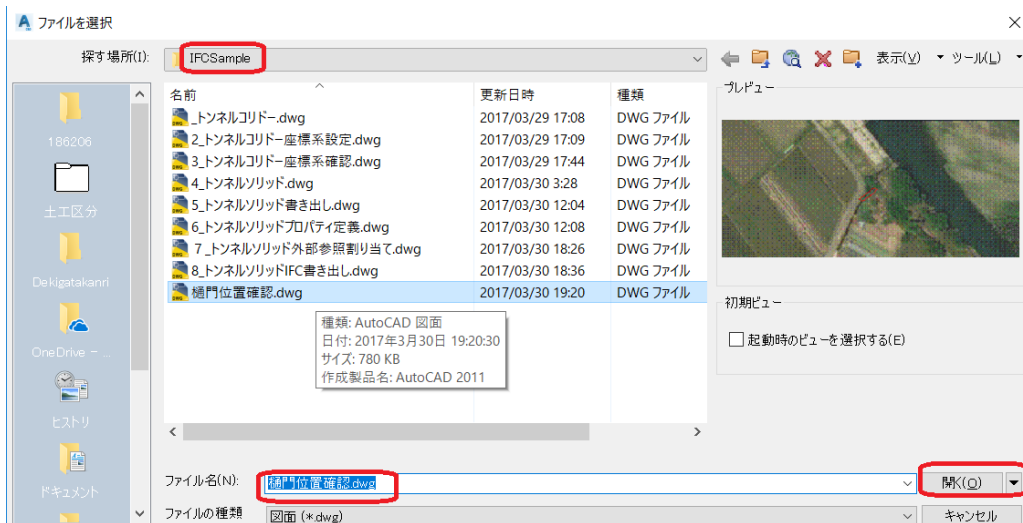 ファイルを選択
探す場所(I):
IFCSample
表示(V)
ツール(L)
186206
土工区分
Dekigatakanri
OneDrive - ...
ヒストリ
ドキュメント
名前 更新日時 種類
_トンネルコリドー.dwg 2017/03/29 17:08 DWG ファイル
2_トンネルコリドー座標系設定.dwg 2017/03/29 17:09 DWG ファイル
3_トンネルコリドー座標系確認.dwg 2017/03/29 17:44 DWG ファイル
4_トンネルソリッド.dwg 2017/03/30 3:28 DWG ファイル
5_トンネルソリッド書き出し.dwg 2017/03/30 12:04 DWG ファイル
6_トンネルソリッドプロパティ定義.dwg 2017/03/30 12:08 DWG ファイル
7_トンネルソリッド外部参照割り当て.dwg 2017/03/30 18:26 DWG ファイル
8_トンネルソリッドIFC書き出し.dwg 2017/03/30 18:36 DWG ファイル
樋門位置確認.dwg 2017/03/30 19:20 DWG ファイル
種類: AutoCAD 図面
日付: 2017年3月30日 19:20:30
サイズ: 780 KB
作成製品名: AutoCAD 2011
プレビュー
初期ビュー
起動時のビューを選択する(E)
ファイル名(N):
樋門位置確認.dwg
開く(O)
ファイルの種類
図面 (*.dwg)
キャンセル